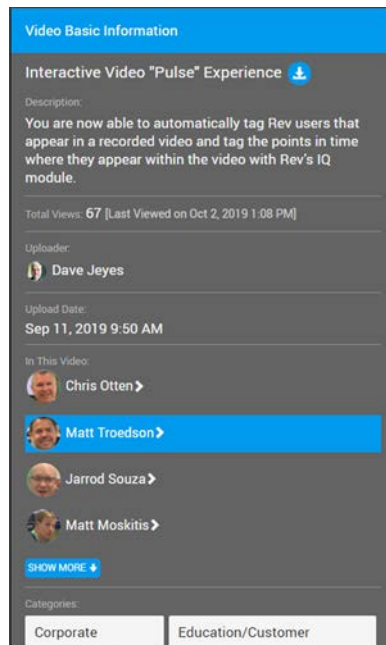 Video Basic Information
Interactive Video "Pulse" Experience
Description:
You are now able to automatically tag Rev users that
appear in a recorded video and tag the points in time
where they appear within the video with Rev's IQ
module.
Total Views: 67 [Last Viewed on Oct 2, 2019 1:08 PM]
Uploader:
Dave Jeyes
Upload Date:
Sep 11, 2019 9:50 AM
In This Video:
Chris Otten
Matt Troedson
Jarrod Souza
Matt Moskitis
SHOW MORE
Categories:
Corporate Education/Customer